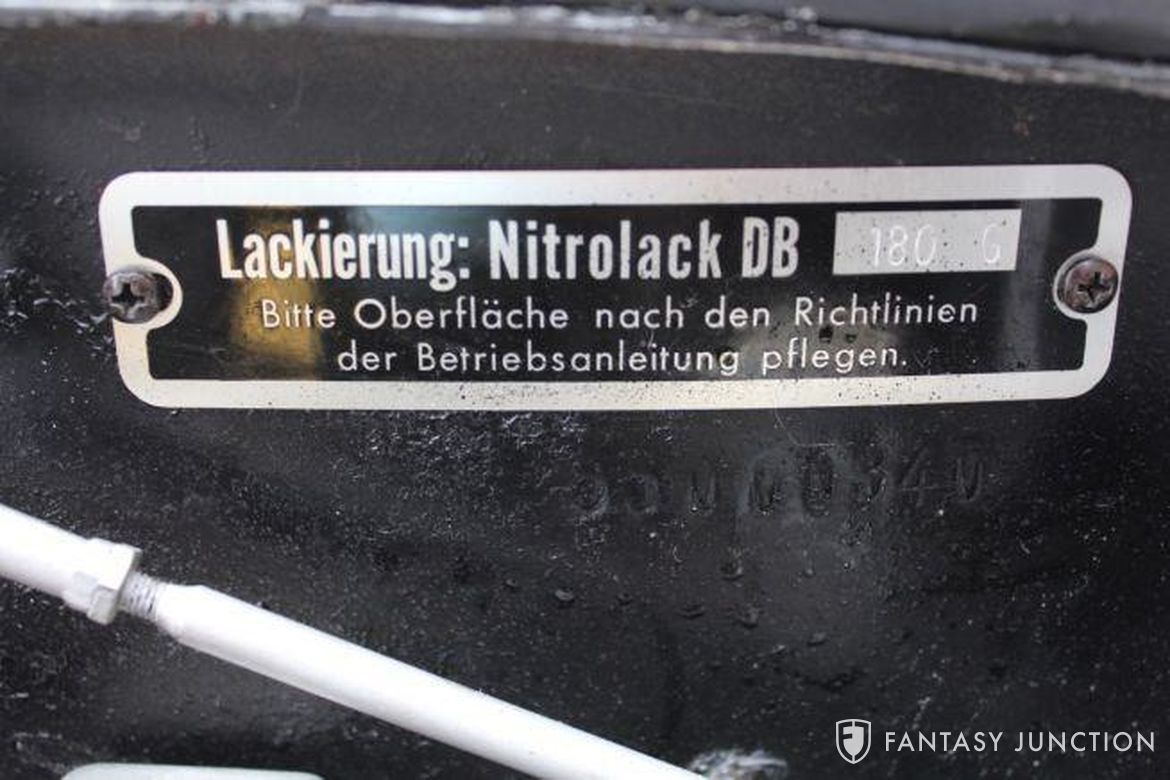 Lackierung: Nitrolack DB 180 G
Bitte Oberfläche nach den Richtlinien
der Betriebsanleitung pflegen.
FANTASY JUNCTION